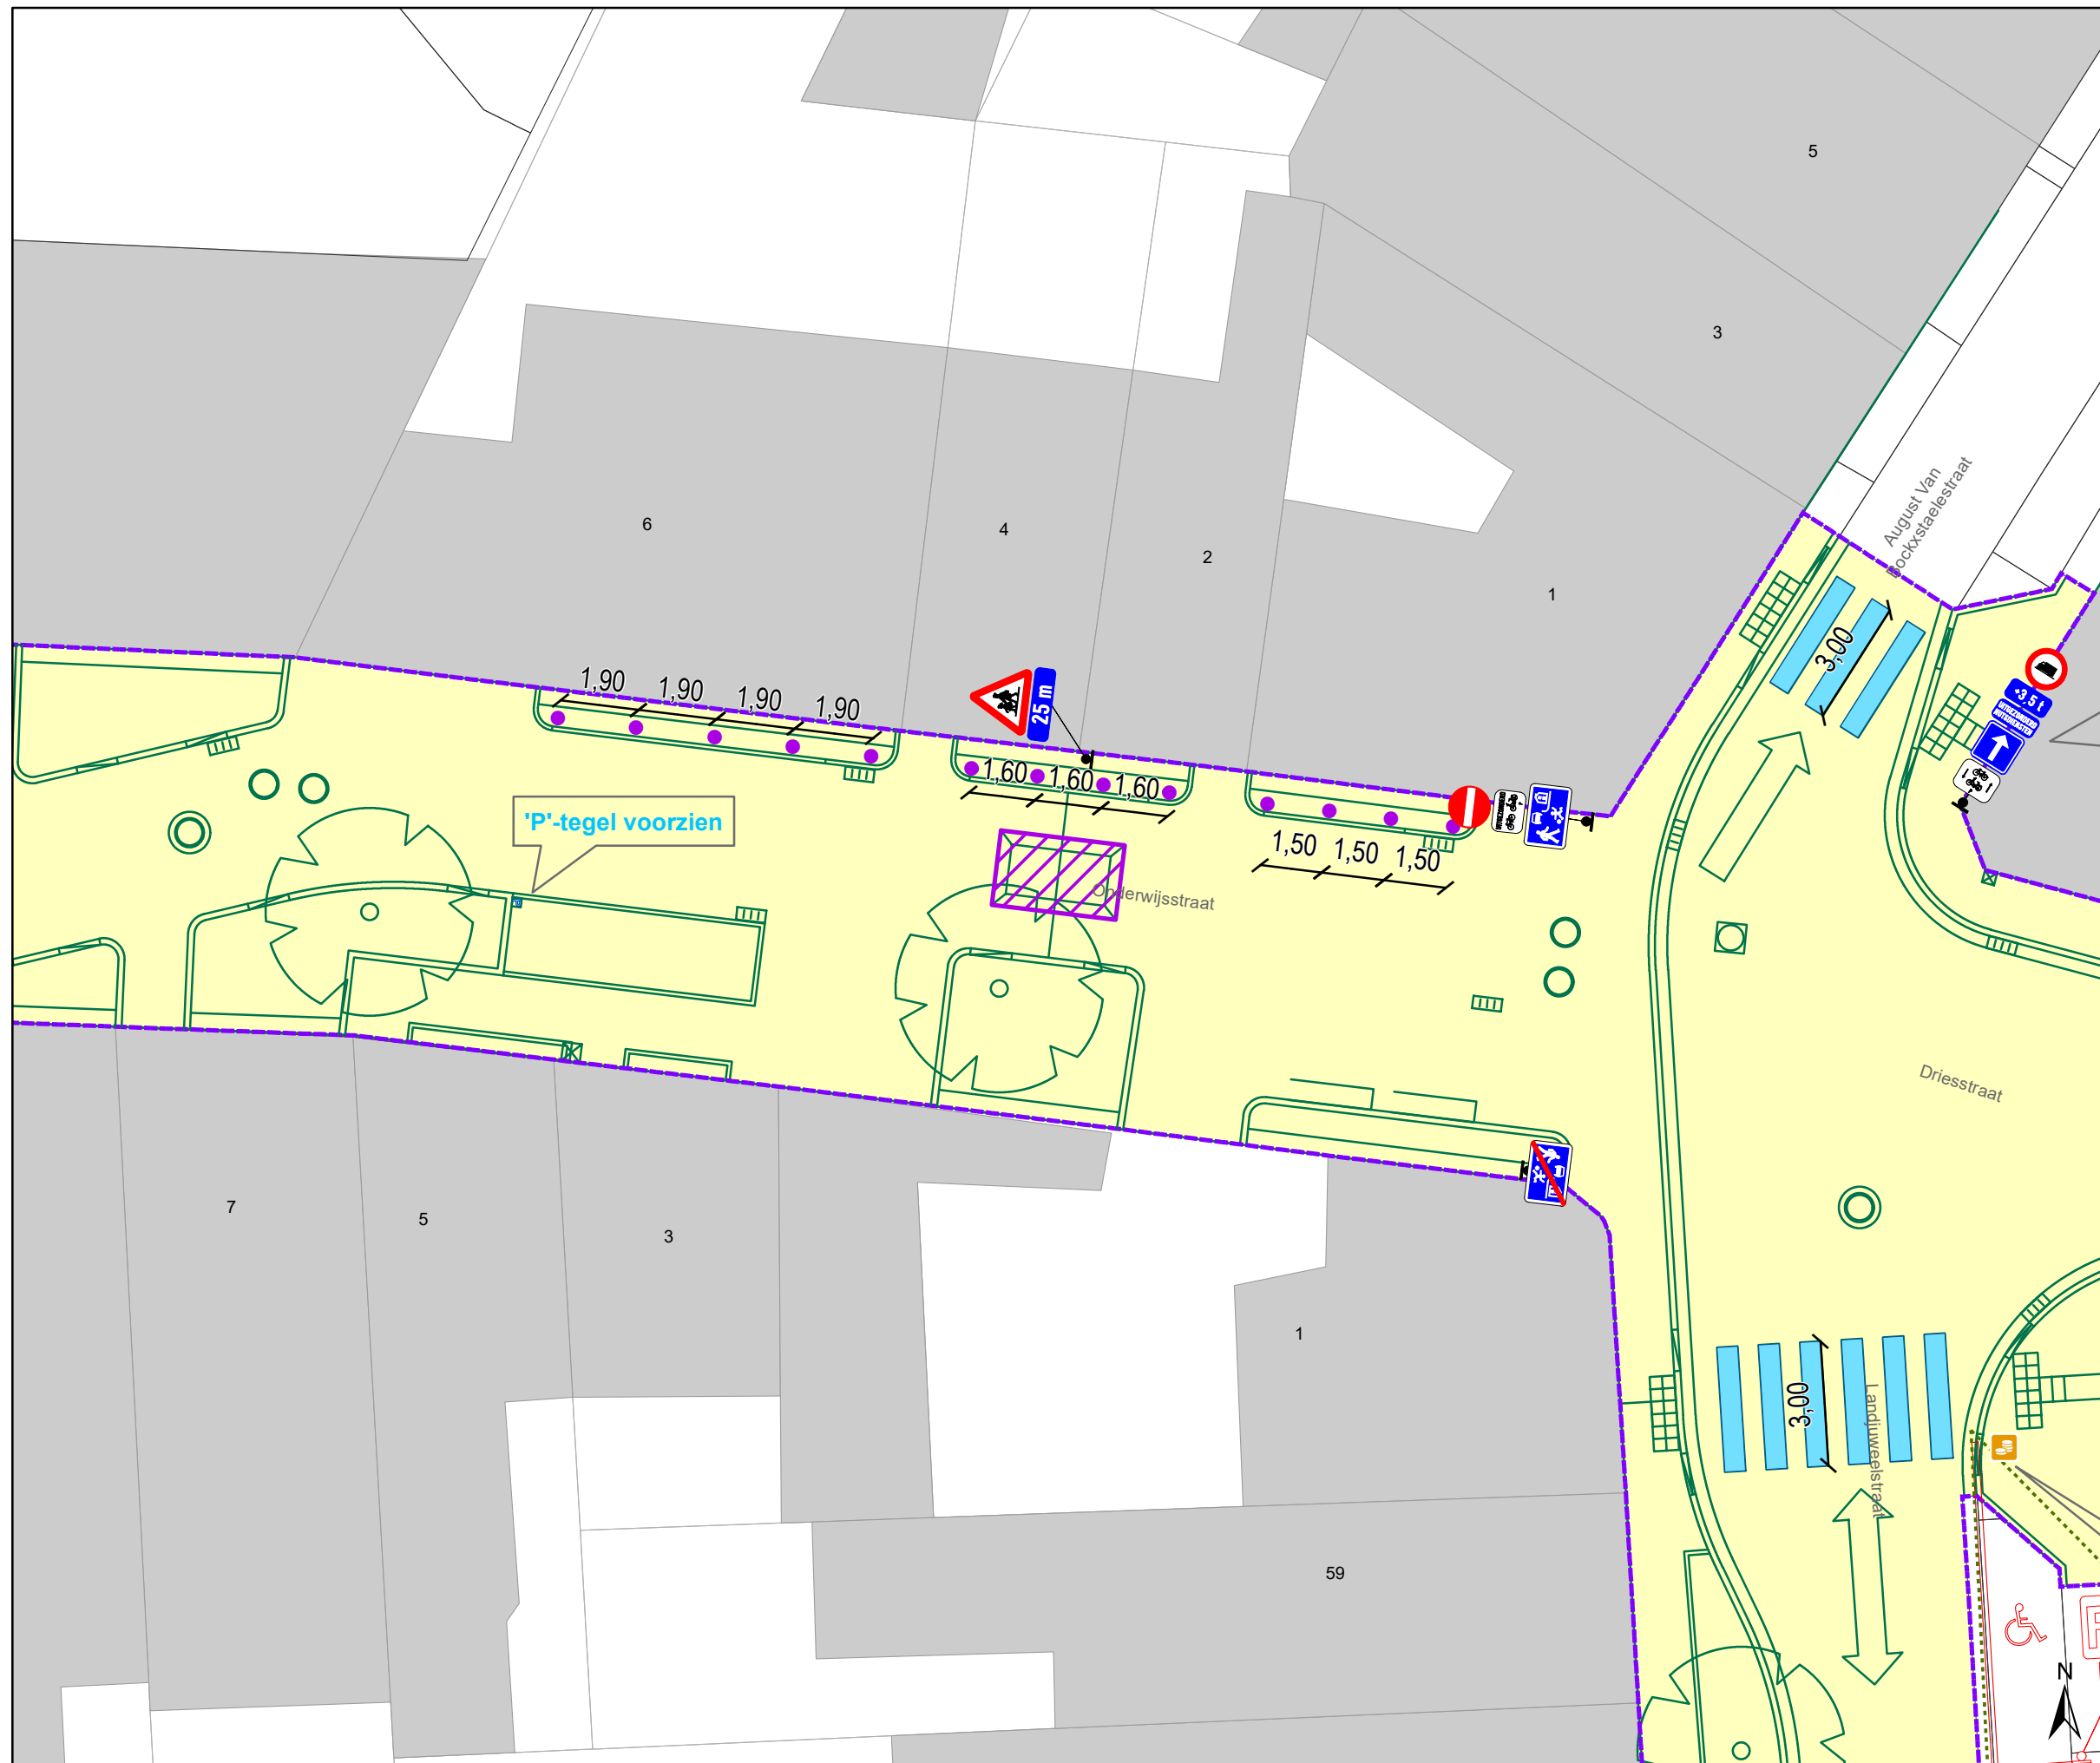 5
3
August Van
Bockxstaelestraat
6
4
2
1
3,00
1,90
1,90
1,90
1,90
25 m
+3,5 t
1,60
1,60
1,60
'P'-tegel voorzien
1,50
1,50
1,50
Onderwijsstraat
Driesstraat
7
5
3
1
3,00
Landjuweelstraat
59
N